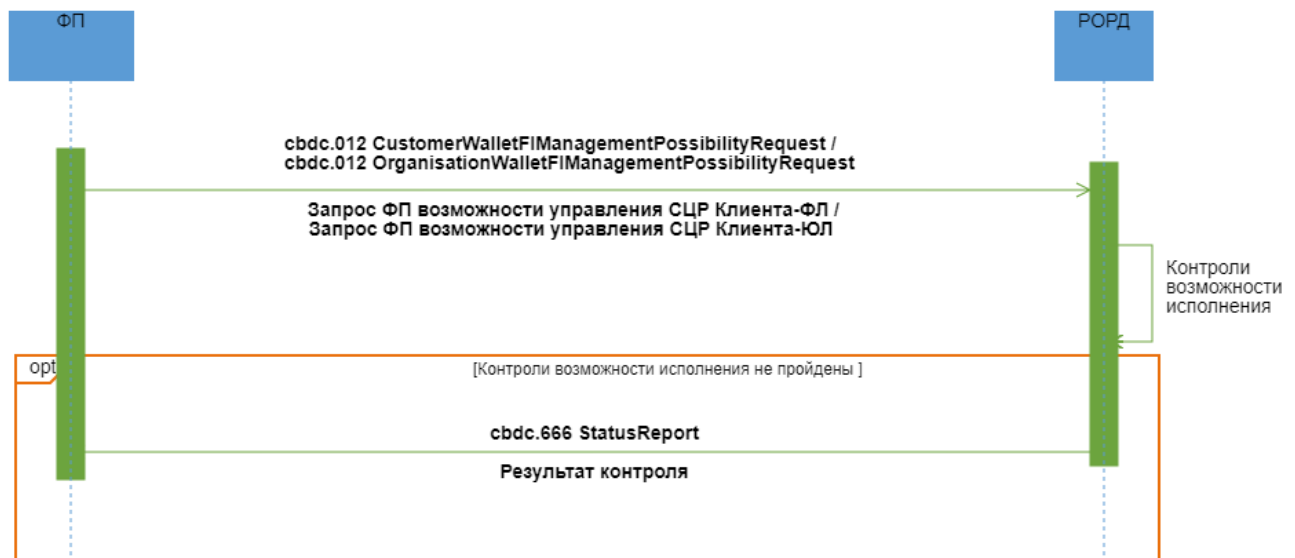 ФП
РОРД
cbdc.012 CustomerWalletFIManagementPossibilityRequest /
cbdc.012 OrganisationWalletFIManagementPossibilityRequest
Запрос ФП возможности управления СЦР Клиента-ФЛ /
Запрос ФП возможности управления СЦР Клиента-ЮЛ
Контроли
возможности
исполнения
opt
[Контроли возможности исполнения не пройдены ]
cbdc.666 StatusReport
Результат контроля